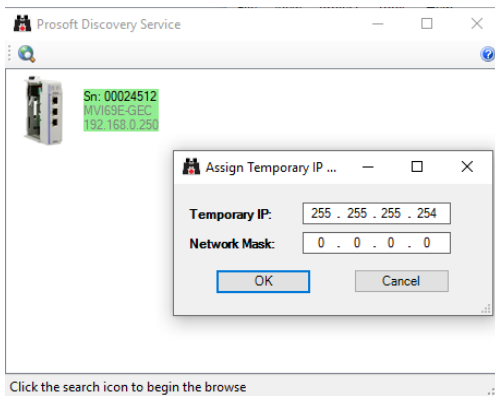 Prosoft Discovery Service
Sn: 00024512
MVI69E-GEC
192.168.0.250
Assign Temporary IP ...
Temporary IP: 255 . 255 . 255 . 254
Network Mask: 0 . 0 . 0 . 0
OK Cancel
Click the search icon to begin the browse